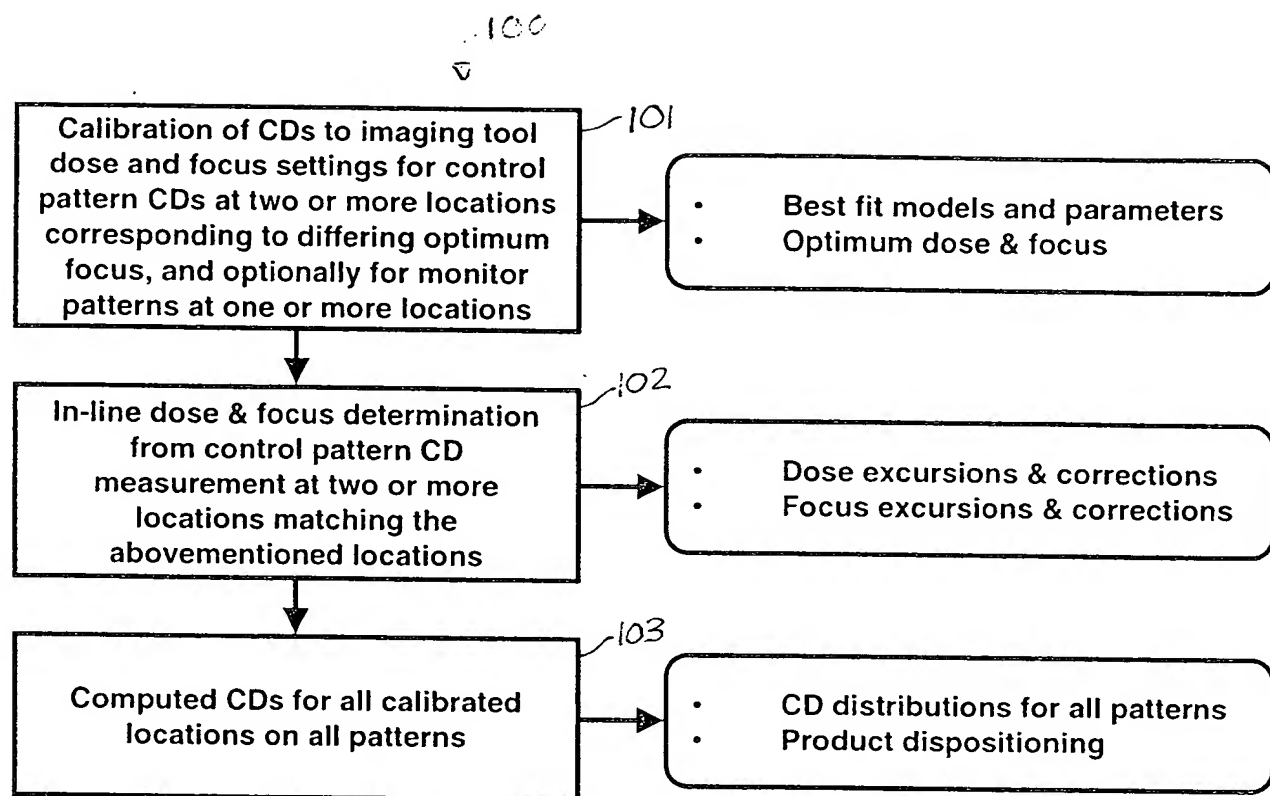 100
101
Calibration of CDs to imaging tool
dose and focus settings for control
pattern CDs at two or more locations
corresponding to differing optimum
focus, and optionally for monitor
patterns at one or more locations
• Best fit models and parameters
• Optimum dose & focus
102
In-line dose & focus determination
from control pattern CD
measurement at two or more
locations matching the
abovementioned locations
• Dose excursions & corrections
• Focus excursions & corrections
103
Computed CDs for all calibrated
locations on all patterns
• CD distributions for all patterns
• Product dispositioning